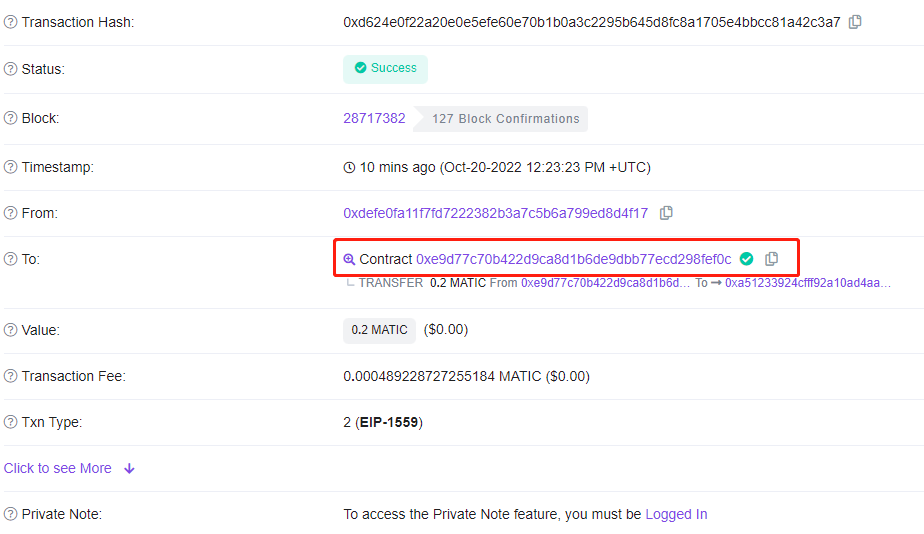 Transaction Hash: 0xd624e0f22a20e0e5efe60e70b1b0a3c2295b645d8fc8a1705e4bbcc81a42c3a7
Status: Success
Block: 28717382 127 Block Confirmations
Timestamp: 10 mins ago (Oct-20-2022 12:23:23 PM +UTC)
From: 0xdefe0fa11f7fd7222382b3a7c5b6a799ed8d4f17
To: Contract 0xe9d77c70b422d9ca8d1b6de9dbb77ecd298fef0c
TRANSFER 0.2 MATIC From 0xe9d77c70b422d9ca8d1b6d... To → 0xa51233924cfff92a10ad4aa...
Value: 0.2 MATIC ($0.00)
Transaction Fee: 0.000489228727255184 MATIC ($0.00)
Txn Type: 2 (EIP-1559)
Click to see More
Private Note: To access the Private Note feature, you must be Logged In